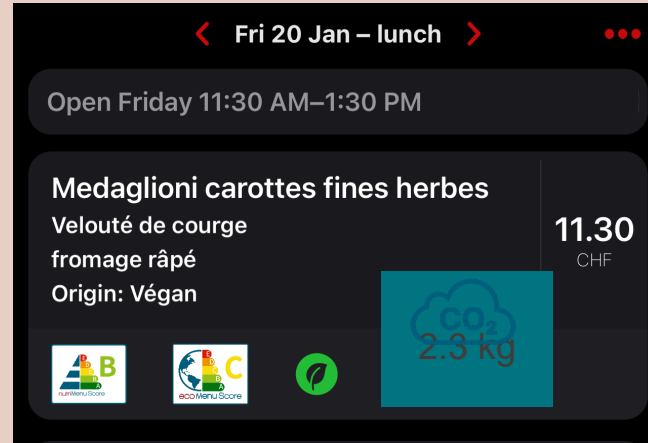 Fri 20 Jan – lunch
Open Friday 11:30 AM–1:30 PM
Medaglioni carottes fines herbes
Velouté de courge
fromage râpé
Origin: Végan
11.30
CHF
CO₂
2.3 kg
E
D
C
B
A
B
nutriMenu Score
E
D
C
B
A
C
eco Menu Score